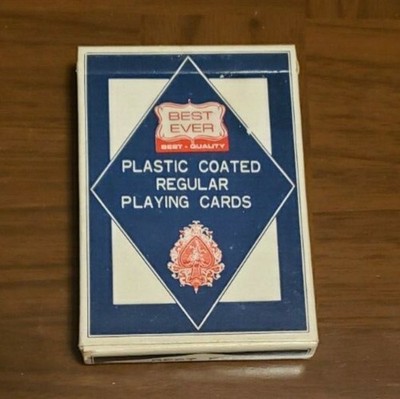 BEST
EVER
BEST - QUALITY
PLASTIC COATED
REGULAR
PLAYING CARDS